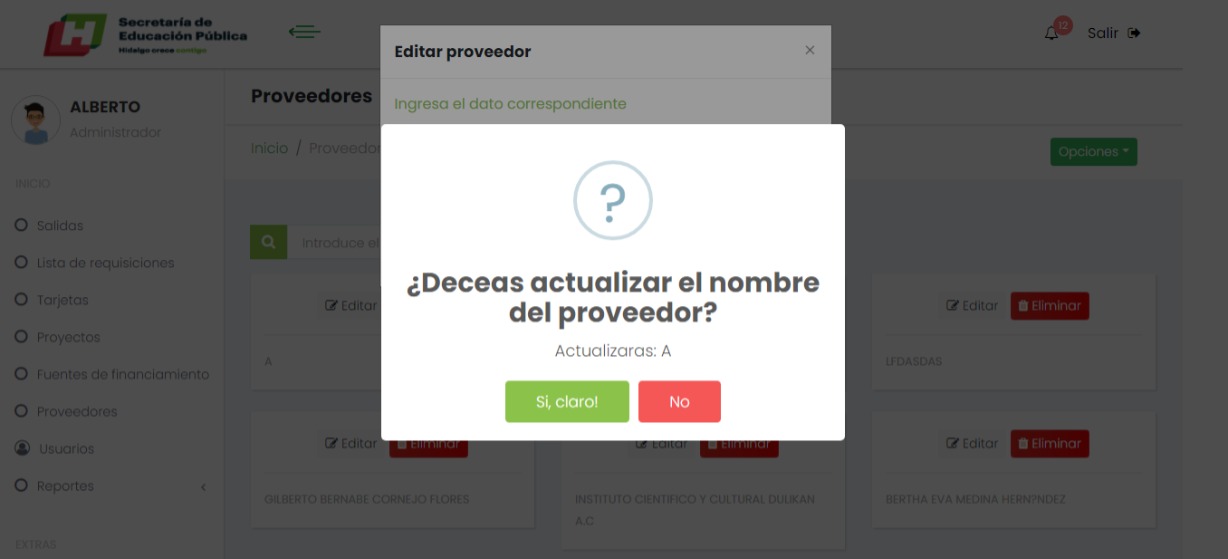 Secretaría de
Educación Pública
Hidalgo crece contigo
12
Salir
Editar proveedor
×
Ingresa el dato correspondiente
ALBERTO
Administrador
Proveedores
Inicio / Proveedor
Opciones
INICIO
Salidas
Lista de requisiciones
Tarjetas
Proyectos
Fuentes de financiamiento
Proveedores
Usuarios
Reportes
EXTRAS
Introduce el
?
¿Deceas actualizar el nombre
del proveedor?
Actualizaras: A
Si, claro!
No
Editar
A
Editar Eliminar
LFDASDAS
Editar Eliminar
GILBERTO BERNABE CORNEJO FLORES
Editar Eliminar
INSTITUTO CIENTIFICO Y CULTURAL DULIKAN
A.C
Editar Eliminar
BERTHA EVA MEDINA HERN?NDEZ